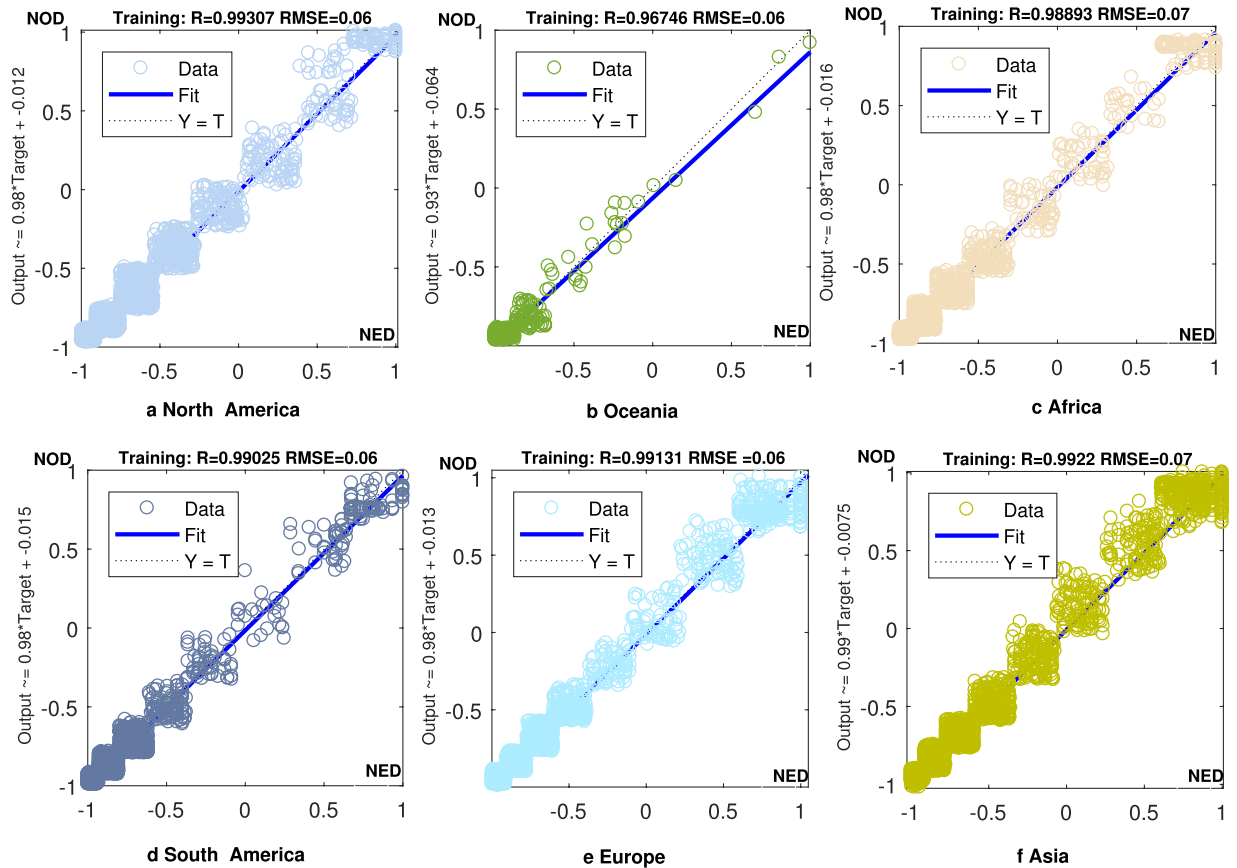 NOD
Training: R=0.99307 RMSE=0.06
Output ~= 0.98*Target + -0.012
1
0.5
0
-0.5
-1
Data
Fit
Y = T
NED
-1 -0.5 0 0.5 1
a North America
NOD
Training: R=0.96746 RMSE=0.06
Output ~= 0.93*Target + -0.064
1
0.5
0
-0.5
Data
Fit
Y = T
NED
-0.5 0 0.5 1
b Oceania
NOD
Training: R=0.98893 RMSE=0.07
Output ~= 0.98*Target + -0.016
1
0.5
0
-0.5
-1
Data
Fit
Y = T
NED
-1 -0.5 0 0.5 1
c Africa
NOD
Training: R=0.99025 RMSE=0.06
Output ~= 0.98*Target + -0.015
1
0.5
0
-0.5
-1
Data
Fit
Y = T
NED
-1 -0.5 0 0.5 1
d South America
NOD
Training: R=0.99131 RMSE =0.06
Output ~= 0.98*Target + -0.013
1
0.5
0
-0.5
Data
Fit
Y = T
NED
-0.5 0 0.5 1
e Europe
NOD
Training: R=0.9922 RMSE=0.07
Output ~= 0.99*Target + -0.0075
1
0.5
0
-0.5
-1
Data
Fit
Y = T
NED
-1 -0.5 0 0.5 1
f Asia